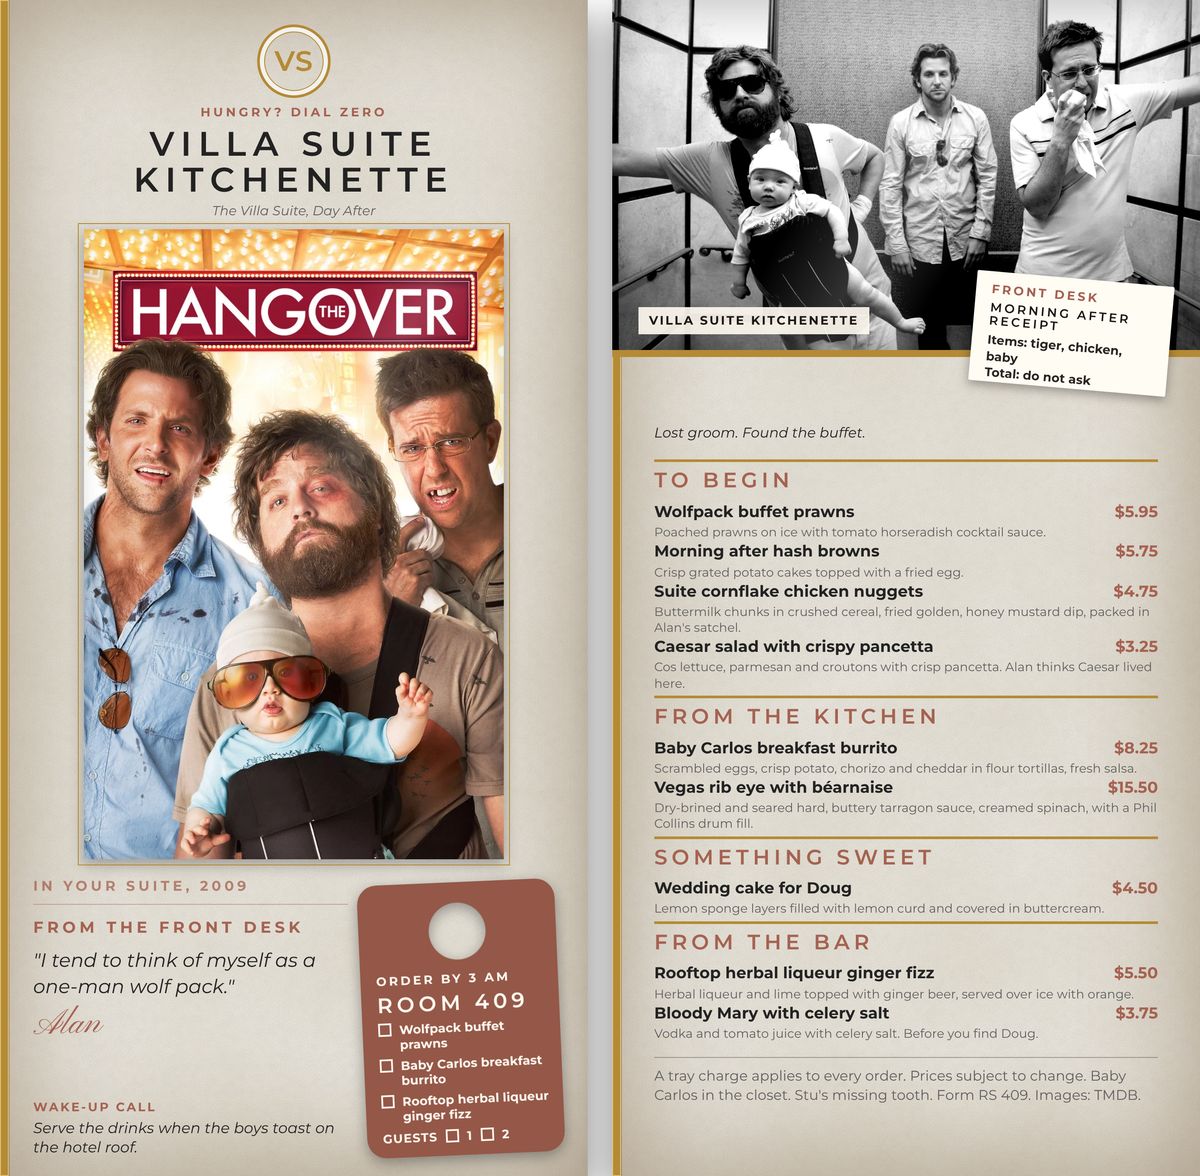 VS
HUNGRY? DIAL ZERO
VILLA SUITE
KITCHENETTE
The Villa Suite, Day After
THE HANGOVER
IN YOUR SUITE, 2009
FROM THE FRONT DESK
"I tend to think of myself as a
one-man wolf pack."
Alan
WAKE-UP CALL
Serve the drinks when the boys toast on
the hotel roof.
ORDER BY 3 AM
ROOM 409
Wolfpack buffet
prawns
Baby Carlos breakfast
burrito
Rooftop herbal liqueur
ginger fizz
GUESTS 1 2
VILLA SUITE KITCHENETTE
FRONT DESK
MORNING AFTER
RECEIPT
Items: tiger, chicken,
baby
Total: do not ask
Lost groom. Found the buffet.
TO BEGIN
Wolfpack buffet prawns $5.95
Poached prawns on ice with tomato horseradish cocktail sauce.
Morning after hash browns $5.75
Crisp grated potato cakes topped with a fried egg.
Suite cornflake chicken nuggets $4.75
Buttermilk chunks in crushed cereal, fried golden, honey mustard dip, packed in
Alan's satchel.
Caesar salad with crispy pancetta $3.25
Cos lettuce, parmesan and croutons with crisp pancetta. Alan thinks Caesar lived
here.
FROM THE KITCHEN
Baby Carlos breakfast burrito $8.25
Scrambled eggs, crisp potato, chorizo and cheddar in flour tortillas, fresh salsa.
Vegas rib eye with béarnaise $15.50
Dry-brined and seared hard, buttery tarragon sauce, creamed spinach, with a Phil
Collins drum fill.
SOMETHING SWEET
Wedding cake for Doug $4.50
Lemon sponge layers filled with lemon curd and covered in buttercream.
FROM THE BAR
Rooftop herbal liqueur ginger fizz $5.50
Herbal liqueur and lime topped with ginger beer, served over ice with orange.
Bloody Mary with celery salt $3.75
Vodka and tomato juice with celery salt. Before you find Doug.
A tray charge applies to every order. Prices subject to change. Baby
Carlos in the closet. Stu's missing tooth. Form RS 409. Images: TMDB.